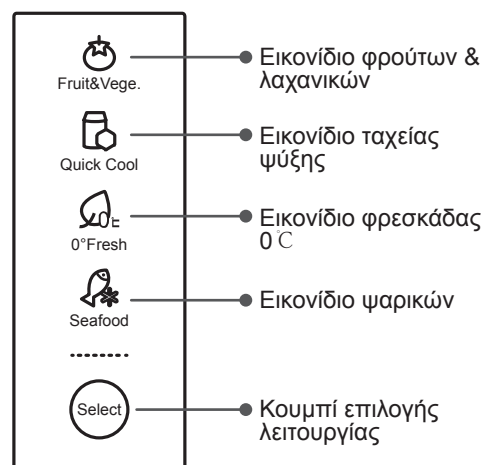 Fruit&Vege.
Εικονίδιο φρούτων &
λαχανικών
Quick Cool
Εικονίδιο ταχείας
ψύξης
0°Fresh
Εικονίδιο φρεσκάδας
0℃
Seafood
Εικονίδιο ψαρικών
Select
Κουμπί επιλογής
λειτουργίας